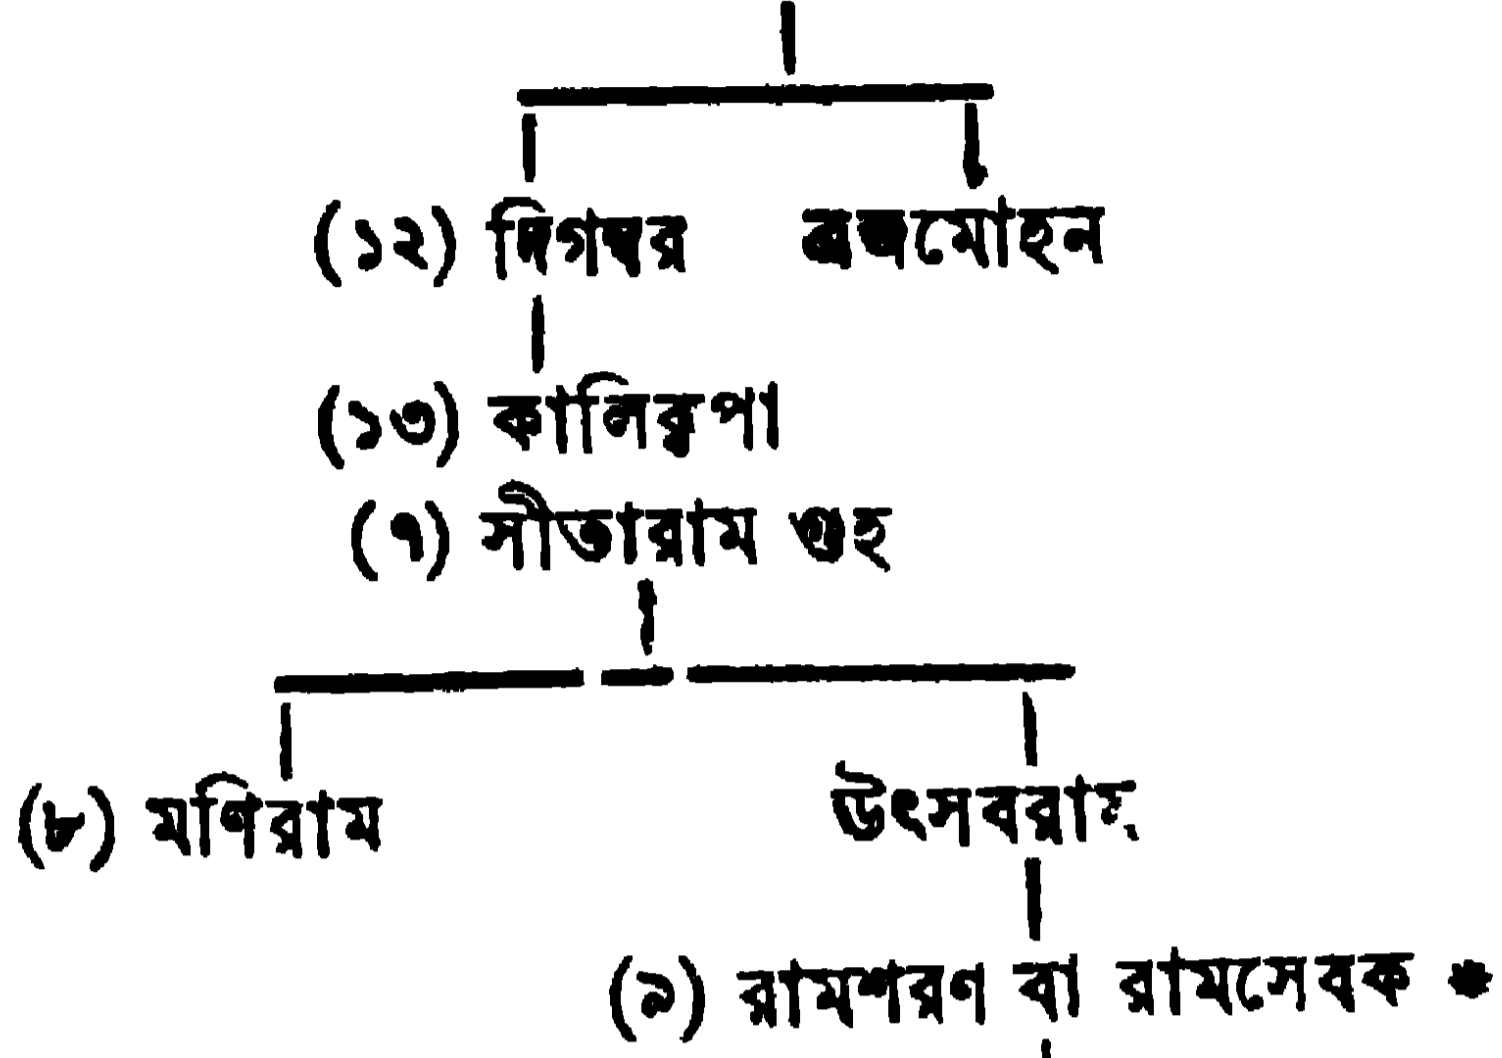 (১২) দিগম্বর ব্রজমোহন
(১৩) কালিকৃপা
(৭) সীতারাম গুহ
(৮) মণিরাম উৎসবরাম
(৯) রামশরণ বা রামসেবক *